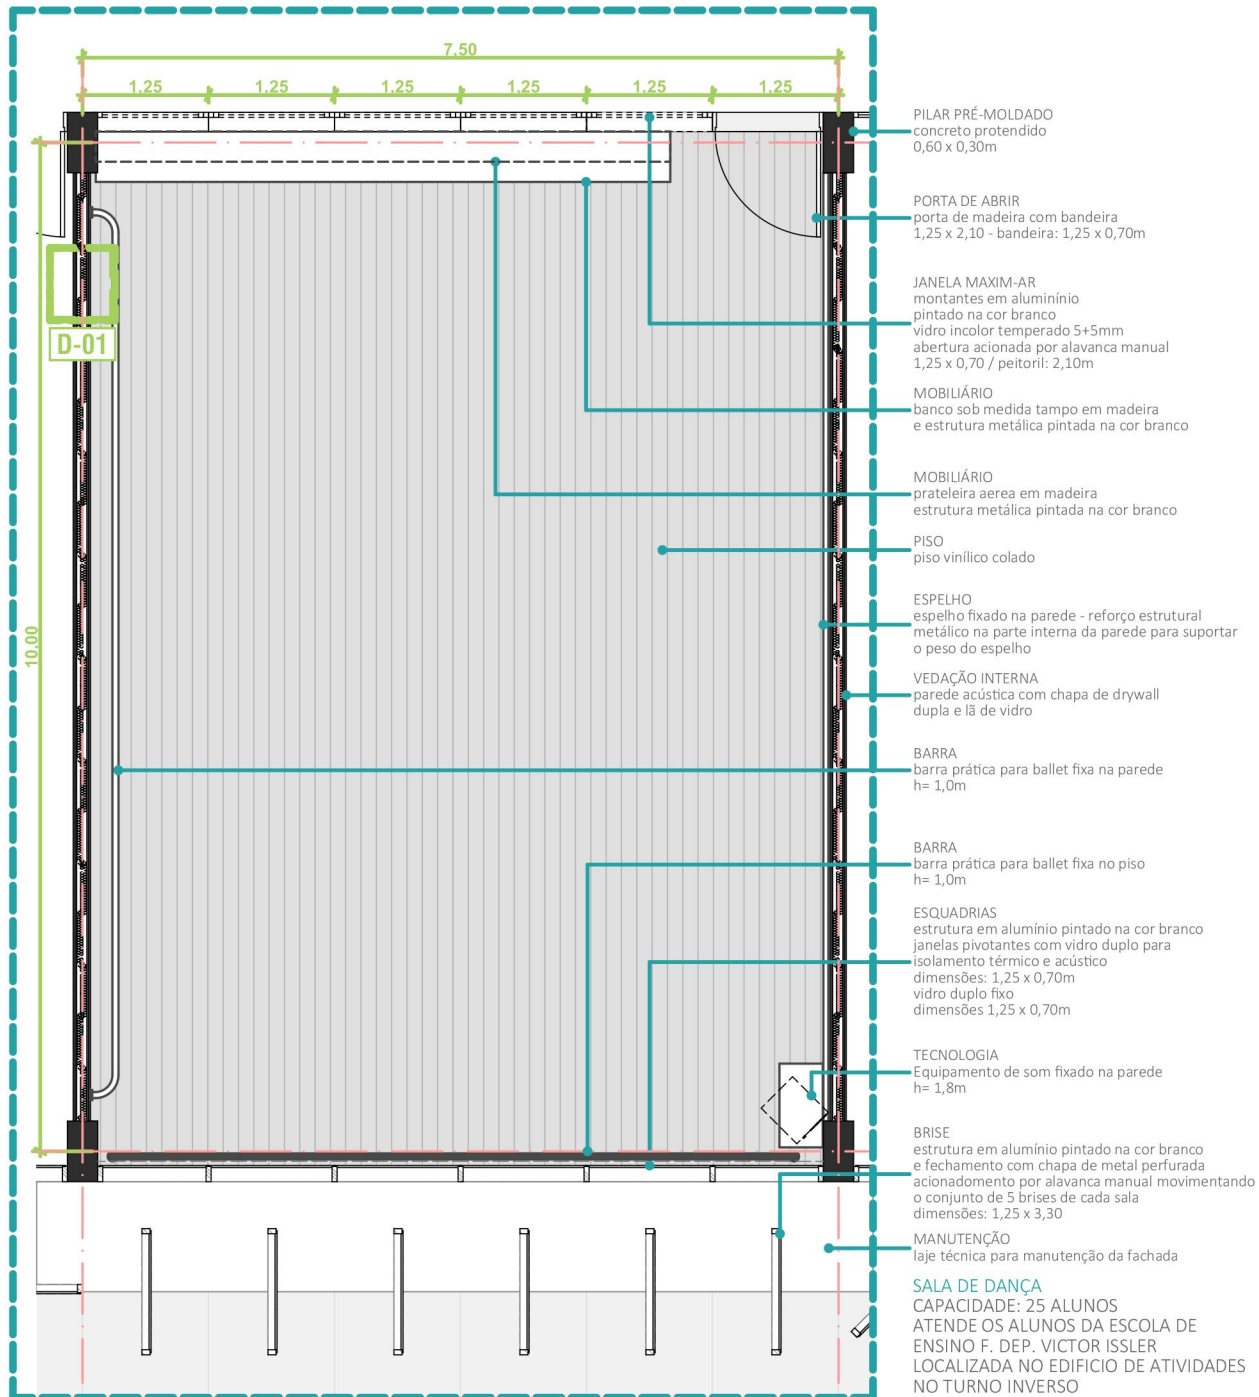 7,50
1,25 1,25 1,25 1,25 1,25 1,25
10,00
D-01
PILAR PRÉ-MOLDADO
concreto protendido
0,60 x 0,30m
PORTA DE ABRIR
porta de madeira com bandeira
1,25 x 2,10 - bandeira: 1,25 x 0,70m
JANELA MAXIM-AR
montantes em aluminínio
pintado na cor branco
vidro incolor temperado 5+5mm
abertura acionada por alavanca manual
1,25 x 0,70 / peitoril: 2,10m
MOBILIÁRIO
banco sob medida tampo em madeira
e estrutura metálica pintada na cor branco
MOBILIÁRIO
prateleira aerea em madeira
estrutura metálica pintada na cor branco
PISO
piso vinílico colado
ESPELHO
espelho fixado na parede - reforço estrutural
metálico na parte interna da parede para suportar
o peso do espelho
VEDAÇÃO INTERNA
parede acústica com chapa de drywall
dupla e lã de vidro
BARRA
barra prática para ballet fixa na parede
h= 1,0m
BARRA
barra prática para ballet fixa no piso
h= 1,0m
ESQUADRIAS
estrutura em alumínio pintado na cor branco
janelas pivotantes com vidro duplo para
isolamento térmico e acústico
dimensões: 1,25 x 0,70m
vidro duplo fixo
dimensões 1,25 x 0,70m
TECNOLOGIA
Equipamento de som fixado na parede
h= 1,8m
BRISE
estrutura em alumínio pintado na cor branco
e fechamento com chapa de metal perfurada
acionadomento por alavanca manual movimentando
o conjunto de 5 brises de cada sala
dimensões: 1,25 x 3,30
MANUTENÇÃO
laje técnica para manutenção da fachada
SALA DE DANÇA
CAPACIDADE: 25 ALUNOS
ATENDE OS ALUNOS DA ESCOLA DE
ENSINO F. DEP. VICTOR ISSLER
LOCALIZADA NO EDIFICIO DE ATIVIDADES
NO TURNO INVERSO